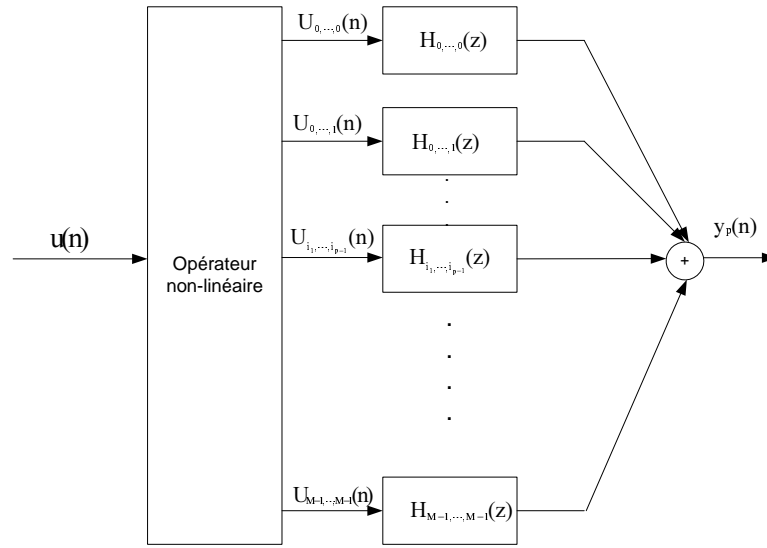 U₀,...,₀(n)
H₀,...,₀(z)
U₀,...,₁(n)
H₀,...,₁(z)
u(n)
Opérateur
non-linéaire
U_{i₁,...,i_{p-1}}(n)
H_{i₁,...,i_{p-1}}(z)
+
y_p(n)
U_{M-1,...,M-1}(n)
H_{M-1,...,M-1}(z)